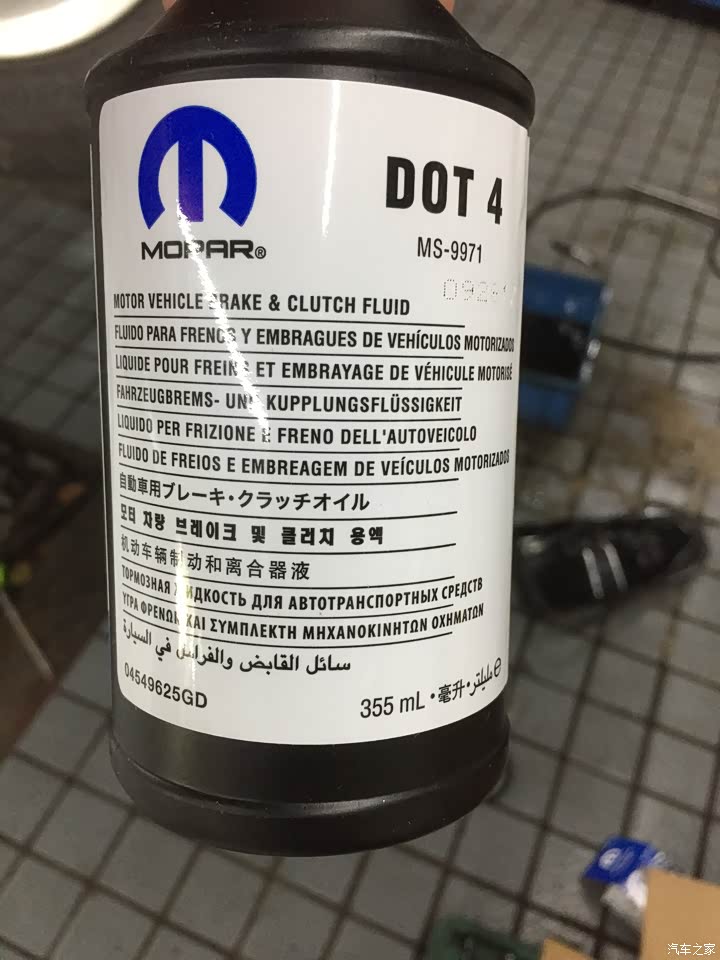 MOPAR®
DOT 4
MS-9971
MOTOR VEHICLE BRAKE & CLUTCH FLUID
FLUIDO PARA FRENOS Y EMBRAGUES DE VEHÍCULOS MOTORIZADOS
LIQUIDE POUR FREINS ET EMBRAYAGE DE VÉHICULE MOTORISÉ
FAHRZEUGBREMS- UND KUPPLUNGSFLÜSSIGKEIT
LIQUIDO PER FRIZIONE E FRENO DELL'AUTOVEICOLO
FLUIDO DE FREIOS E EMBREAGEM DE VEÍCULOS MOTORIZADOS
自動車用ブレーキ・クラッチオイル
모터 차량 브레이크 및 클러치 용액
机动车辆制动和离合器液
ТОРМОЗНАЯ ЖИДКОСТЬ ДЛЯ АВТОТРАНСПОРТНЫХ СРЕДСТВ
ΥΓΡΑ ΦΡΕΝΩΝ ΧΑΙ ΣΥΜΠΛΕΚΤΗ ΜΗΧΑΝΟΚΙΝΗΤΩΝ ΟΧΗΜΑΤΩΝ
سائل القابض والفرامل في السيارة
04549625GD
355 mL・毫升・مليلتر ℮
汽车之家